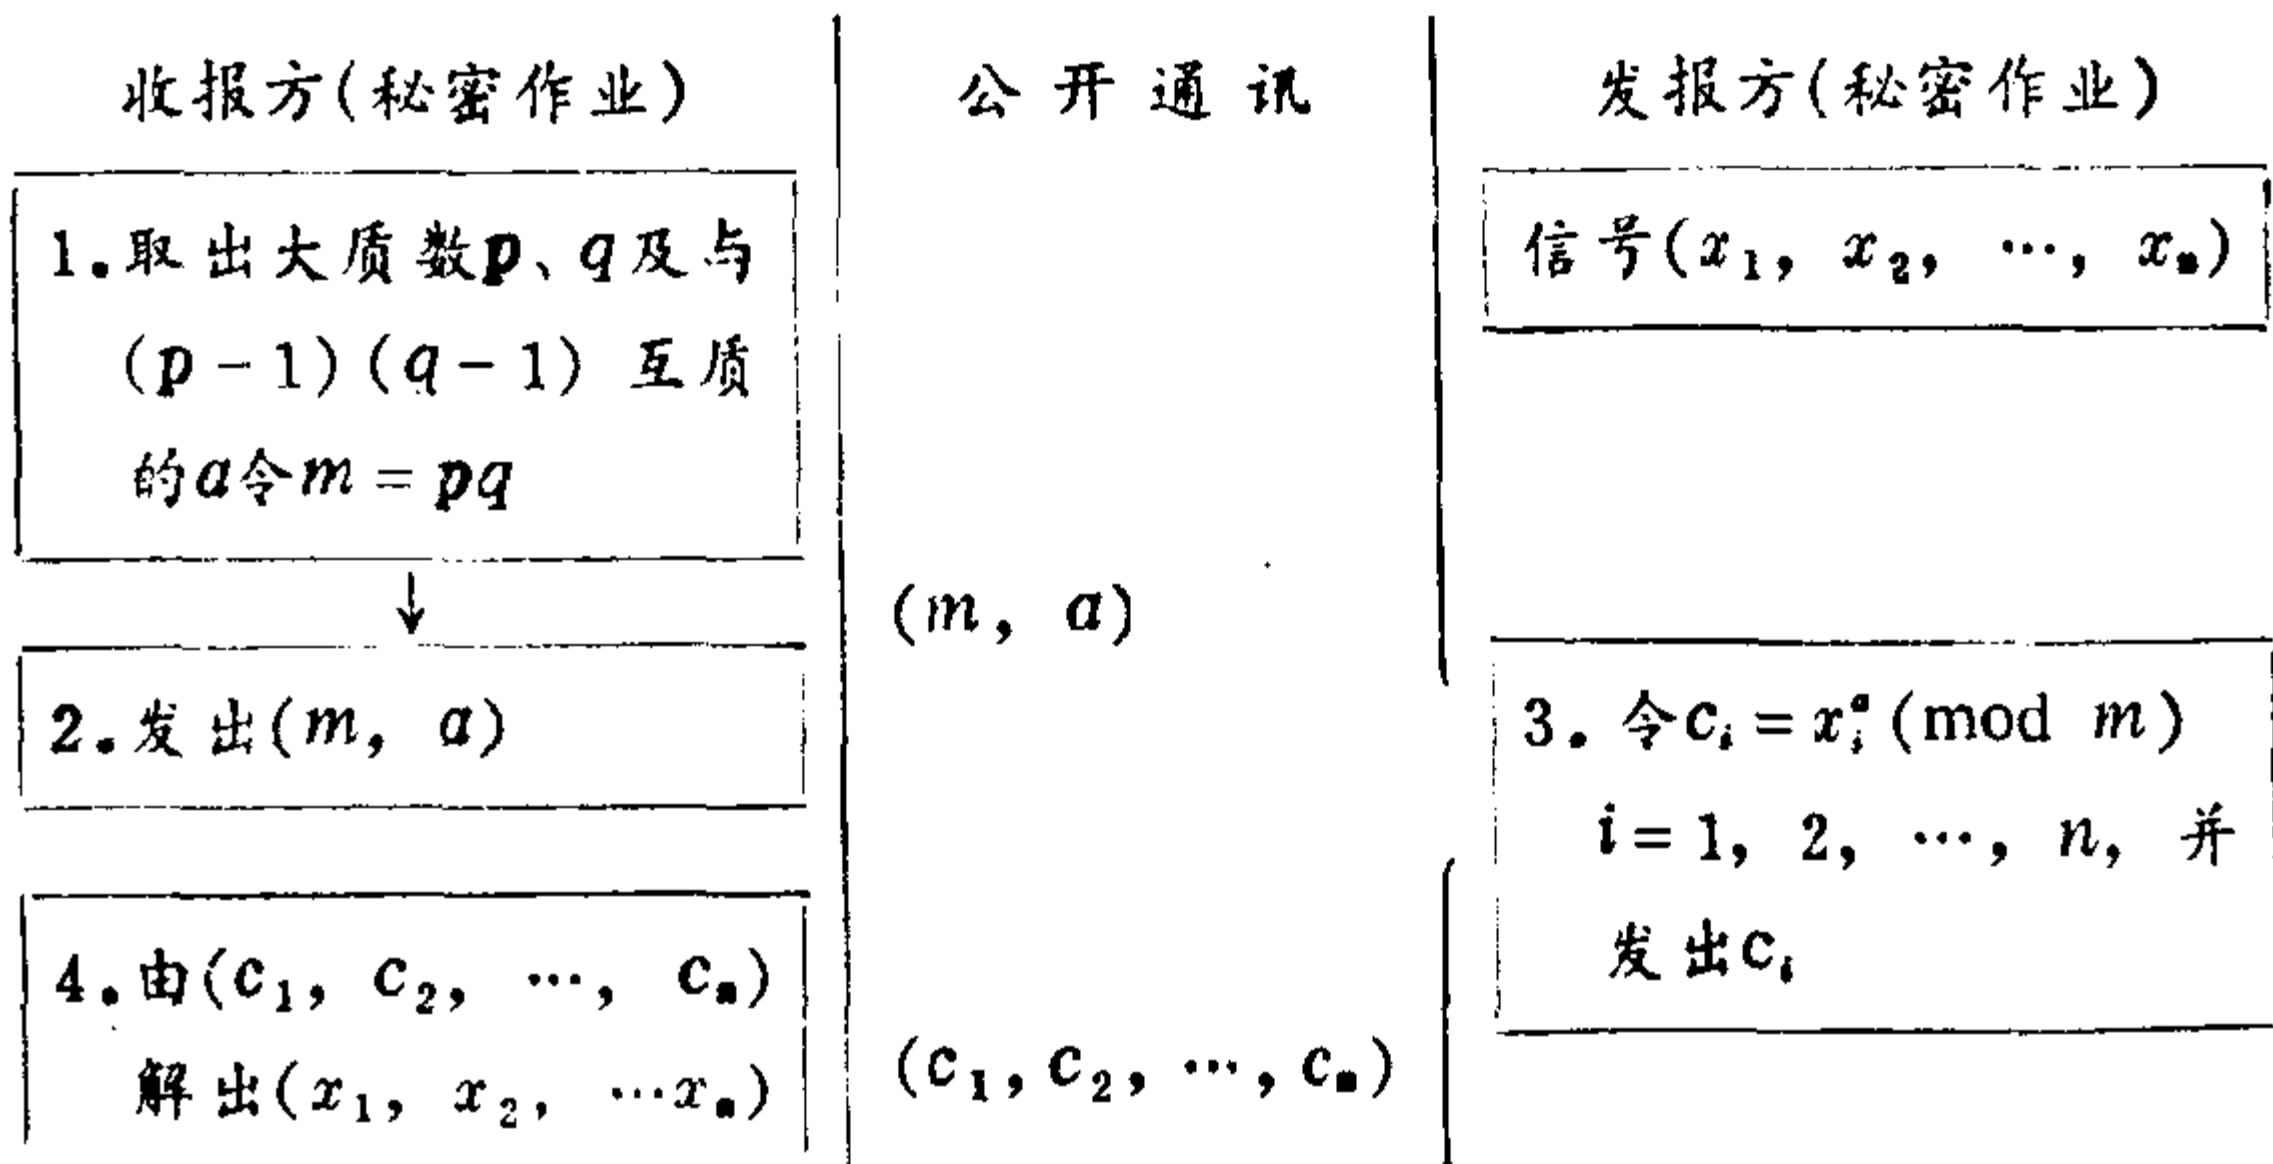 收报方(秘密作业)
公开通讯
发报方(秘密作业)
1.取出大质数p、q及与
(p-1)(q-1) 互质
的a令m=pq
2.发出(m, a)
4.由(c₁, c₂, …, cₙ)
解出(x₁, x₂, …xₙ)
(m, a)
(c₁, c₂, …, cₙ)
信号(x₁, x₂, …, xₙ)
3. 令cᵢ=xᵢᵃ(mod m)
i=1, 2, …, n, 并
发出cᵢ